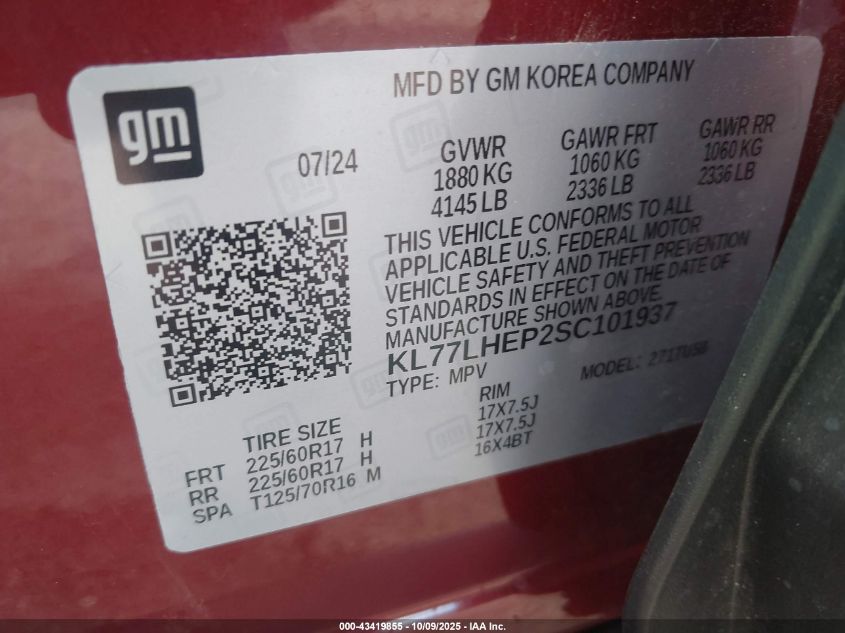 MFD BY GM KOREA COMPANY
gm
07/24
GVWR GAWR FRT GAWR RR
1880 KG 1060 KG 1060 KG
4145 LB 2336 LB 2336 LB
THIS VEHICLE CONFORMS TO ALL
APPLICABLE U.S. FEDERAL MOTOR
VEHICLE SAFETY AND THEFT PREVENTION
STANDARDS IN EFFECT ON THE DATE OF
MANUFACTURE SHOWN ABOVE.
KL77LHEP2SC101937
TYPE: MPV MODEL:
TIRE SIZE RIM
FRT 225/60R17 H 17X7.5J
RR 225/60R17 H 17X7.5J
SPA T125/70R16 M 16X4BT
000-43419855 - 10/09/2025 - IAA Inc.